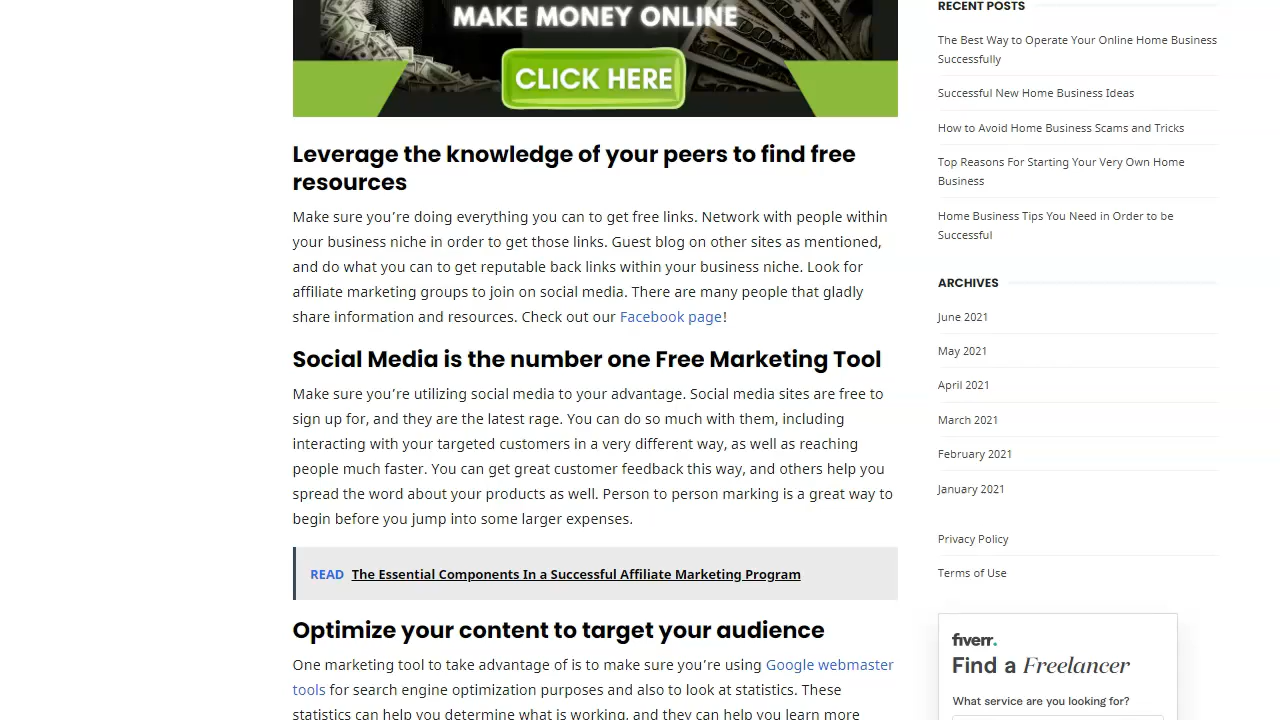 MAKE MONEY ONLINE
CLICK HERE
Leverage the knowledge of your peers to find free
resources
Make sure you’re doing everything you can to get free links. Network with people within
your business niche in order to get those links. Guest blog on other sites as mentioned,
and do what you can to get reputable back links within your business niche. Look for
affiliate marketing groups to join on social media. There are many people that gladly
share information and resources. Check out our Facebook page!
Social Media is the number one Free Marketing Tool
Make sure you’re utilizing social media to your advantage. Social media sites are free to
sign up for, and they are the latest rage. You can do so much with them, including
interacting with your targeted customers in a very different way, as well as reaching
people much faster. You can get great customer feedback this way, and others help you
spread the word about your products as well. Person to person marking is a great way to
begin before you jump into some larger expenses.
READ The Essential Components In a Successful Affiliate Marketing Program
Optimize your content to target your audience
One marketing tool to take advantage of is to make sure you’re using Google webmaster
tools for search engine optimization purposes and also to look at statistics. These
statistics can help you determine what is working, and they can help you learn more
RECENT POSTS
The Best Way to Operate Your Online Home Business
Successfully
Successful New Home Business Ideas
How to Avoid Home Business Scams and Tricks
Top Reasons For Starting Your Very Own Home
Business
Home Business Tips You Need in Order to be
Successful
ARCHIVES
June 2021
May 2021
April 2021
March 2021
February 2021
January 2021
Privacy Policy
Terms of Use
fiverr.
Find a Freelancer
What service are you looking for?